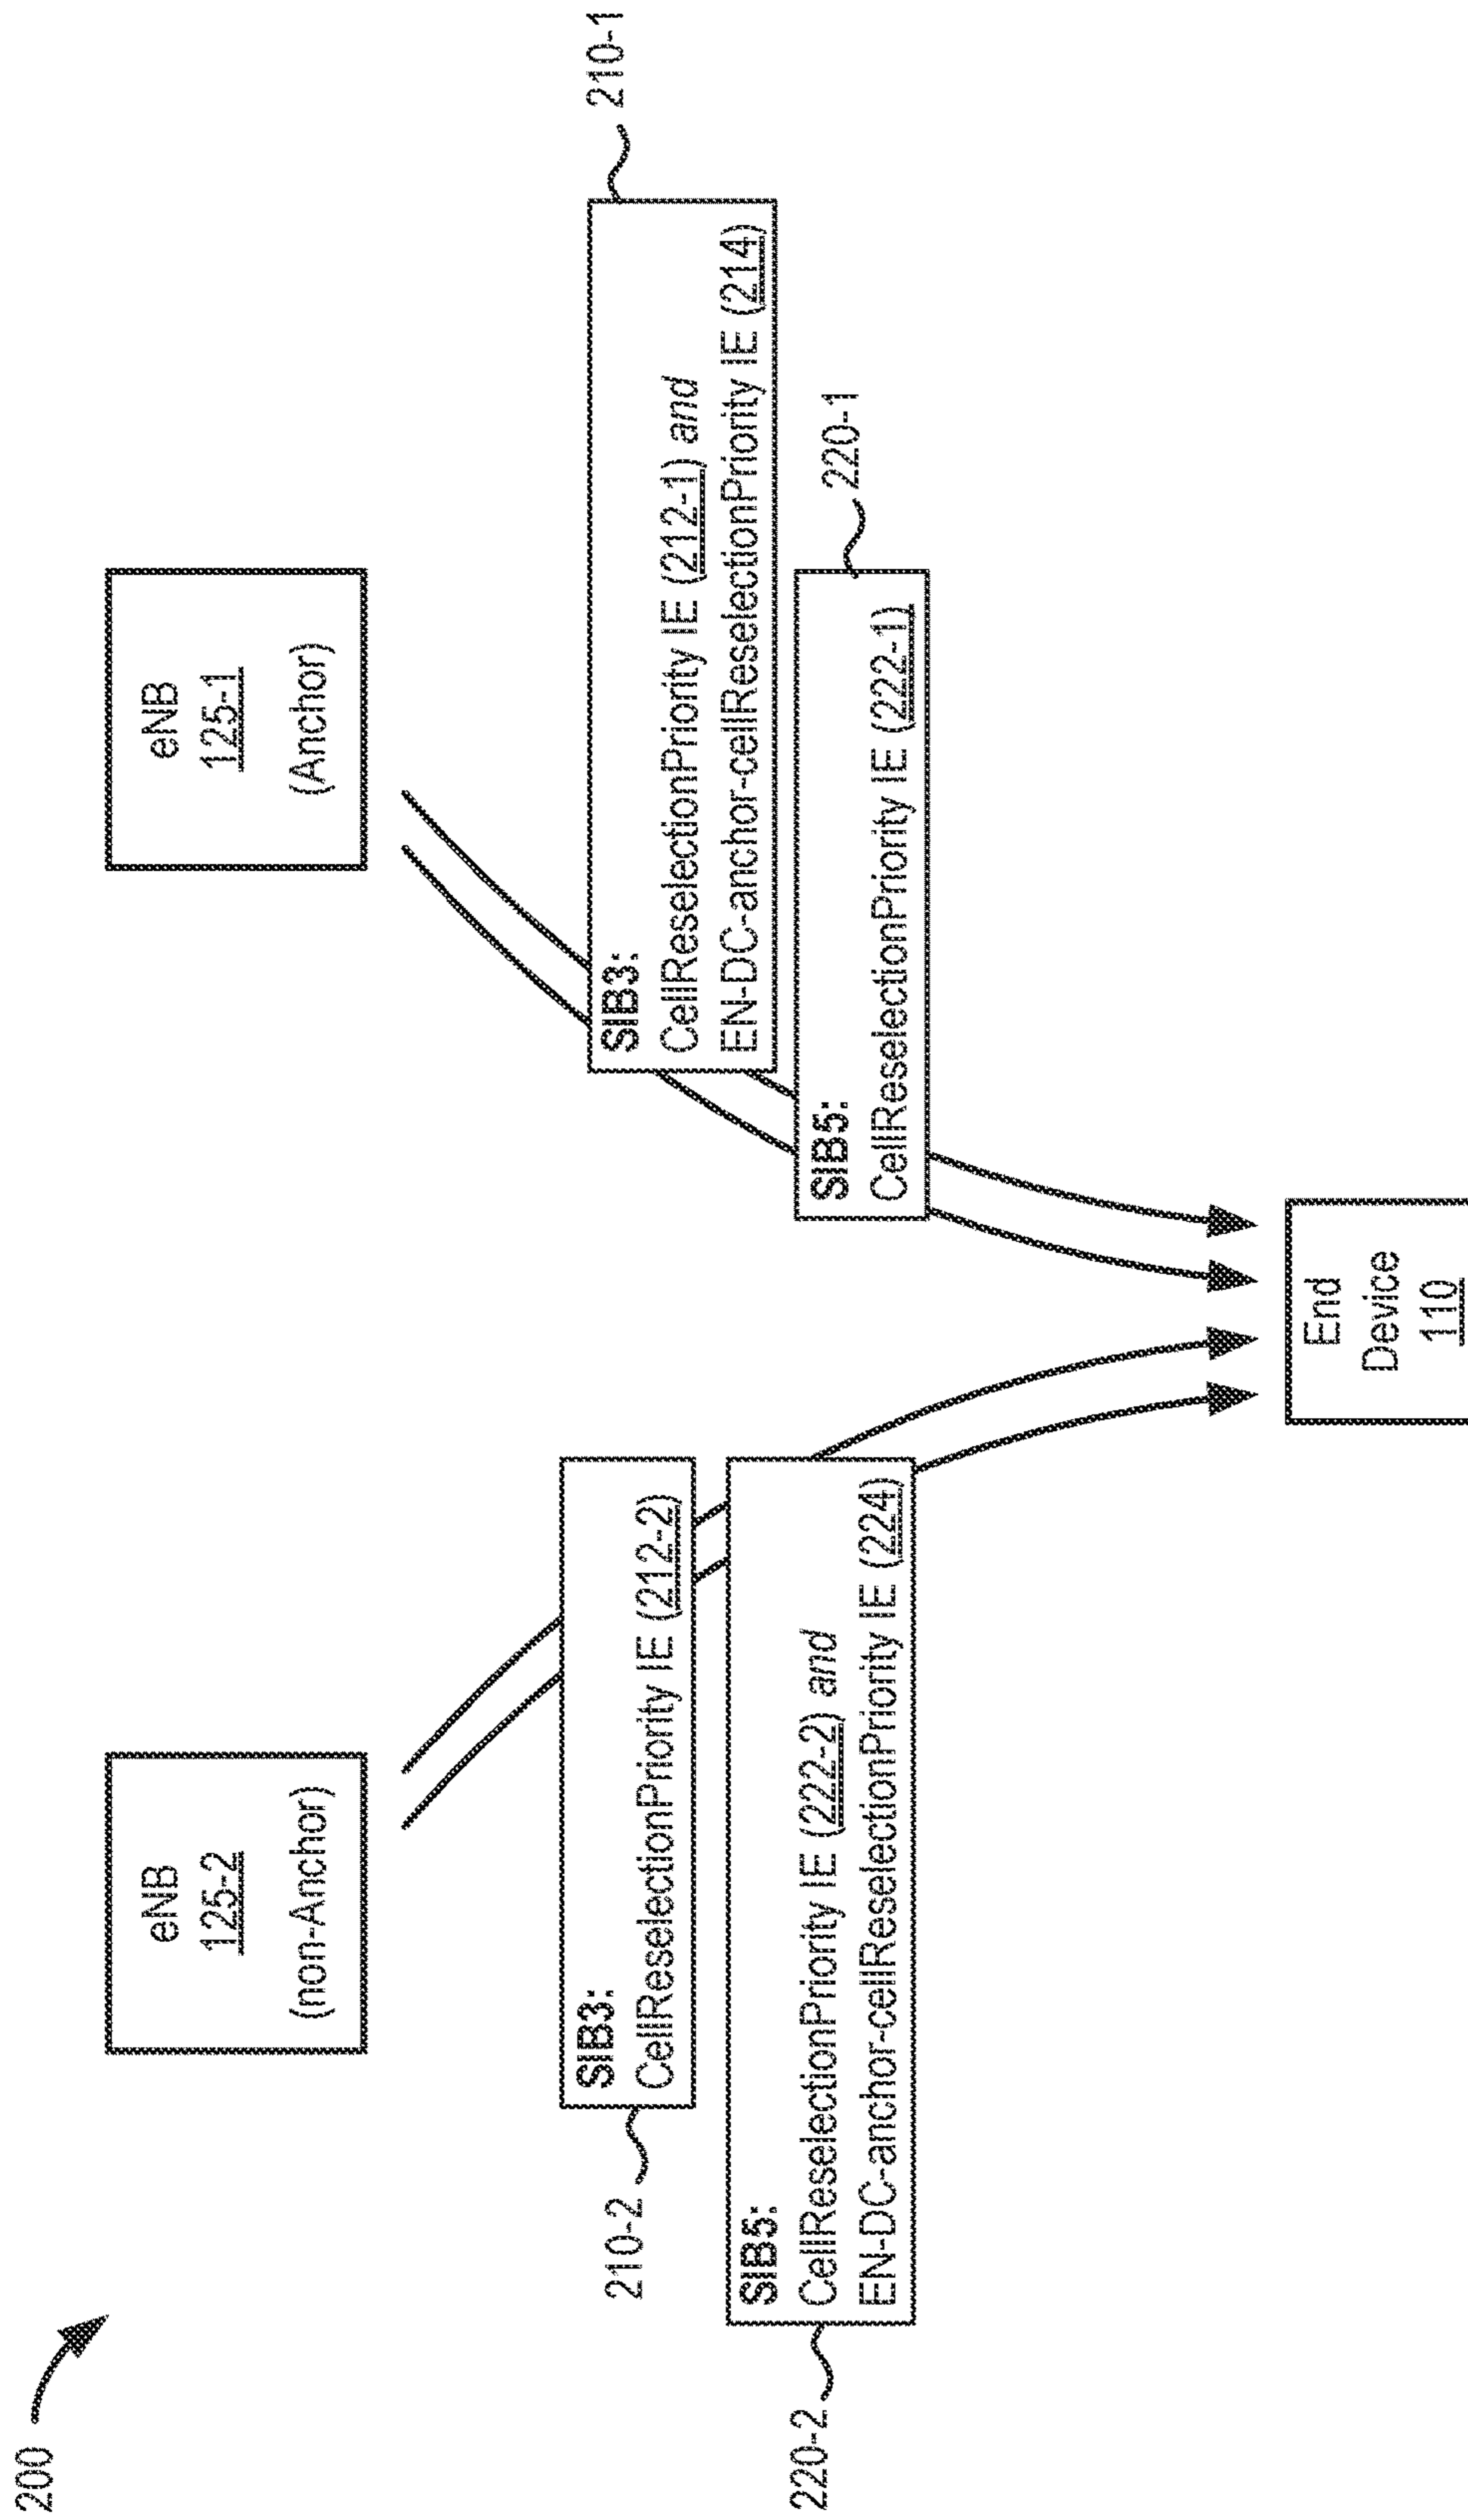 200
eNB
125-2
(non-Anchor)
eNB
125-1
(Anchor)
210-2
SIB3:
CellReselectionPriority IE (212-2)
220-2
SIB5:
CellReselectionPriority IE (222-2) and
EN-DC-anchor-cellReselectionPriority IE (224)
SIB3:
CellReselectionPriority IE (212-1) and
EN-DC-anchor-cellReselectionPriority IE (214)
210-1
SIB5:
CellReselectionPriority IE (222-1)
220-1
End
Device
110